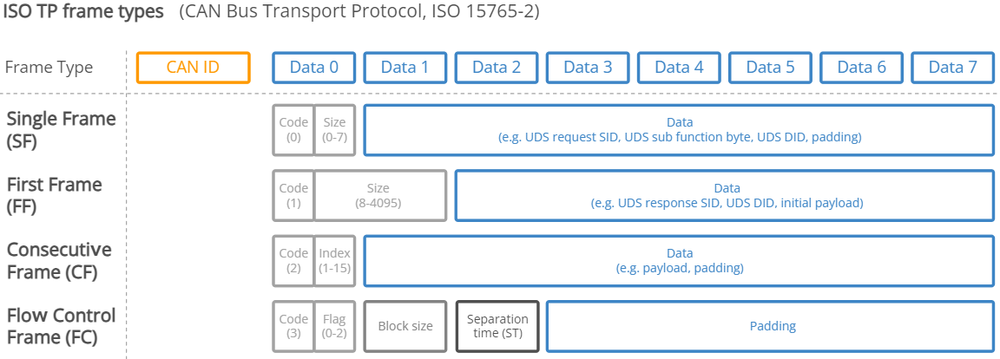 ISO TP frame types (CAN Bus Transport Protocol, ISO 15765-2)
Frame Type CAN ID Data 0 Data 1 Data 2 Data 3 Data 4 Data 5 Data 6 Data 7
Single Frame
(SF)
Code
(0)
Size
(0-7)
Data
(e.g. UDS request SID, UDS sub function byte, UDS DID, padding)
First Frame
(FF)
Code
(1)
Size
(8-4095)
Data
(e.g. UDS response SID, UDS DID, initial payload)
Consecutive
Frame (CF)
Code
(2)
Index
(1-15)
Data
(e.g. payload, padding)
Flow Control
Frame (FC)
Code
(3)
Flag
(0-2)
Block size
Separation
time (ST)
Padding